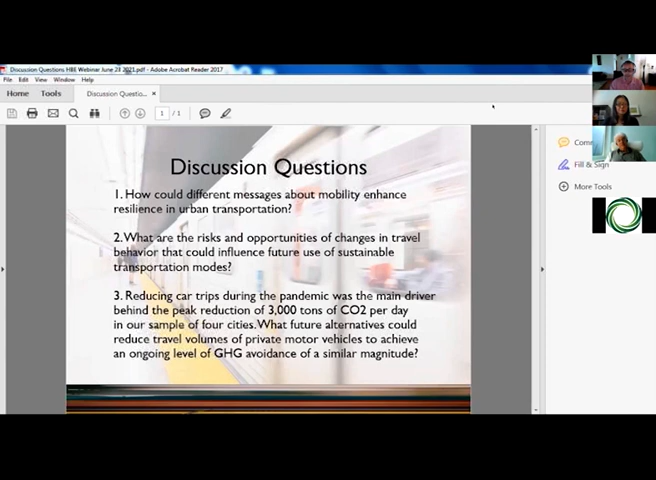 Discussion Questions HBE Webinar June 23 2021.pdf - Adobe Acrobat Reader 2017
File Edit View Window Help
Home Tools Discussion Questio... ×
1 / 1
Com
Fill & Sign
More Tools
Discussion Questions
1. How could different messages about mobility enhance
resilience in urban transportation?
2.What are the risks and opportunities of changes in travel
behavior that could influence future use of sustainable
transportation modes?
3. Reducing car trips during the pandemic was the main driver
behind the peak reduction of 3,000 tons of CO2 per day
in our sample of four cities.What future alternatives could
reduce travel volumes of private motor vehicles to achieve
an ongoing level of GHG avoidance of a similar magnitude?